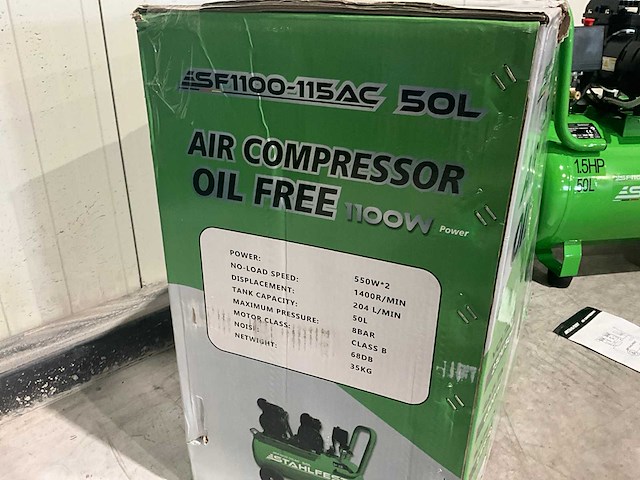 SF1100-115AC 50L
AIR COMPRESSOR
OIL FREE 1100W Power
POWER: 550W*2
NO-LOAD SPEED: 1400R/MIN
DISPLACEMENT: 204 L/MIN
TANK CAPACITY: 50L
MAXIMUM PRESSURE: 8BAR
MOTOR CLASS: CLASS B
NOISE: 68DB
NETWIGHT: 35KG
1.5HP
50L